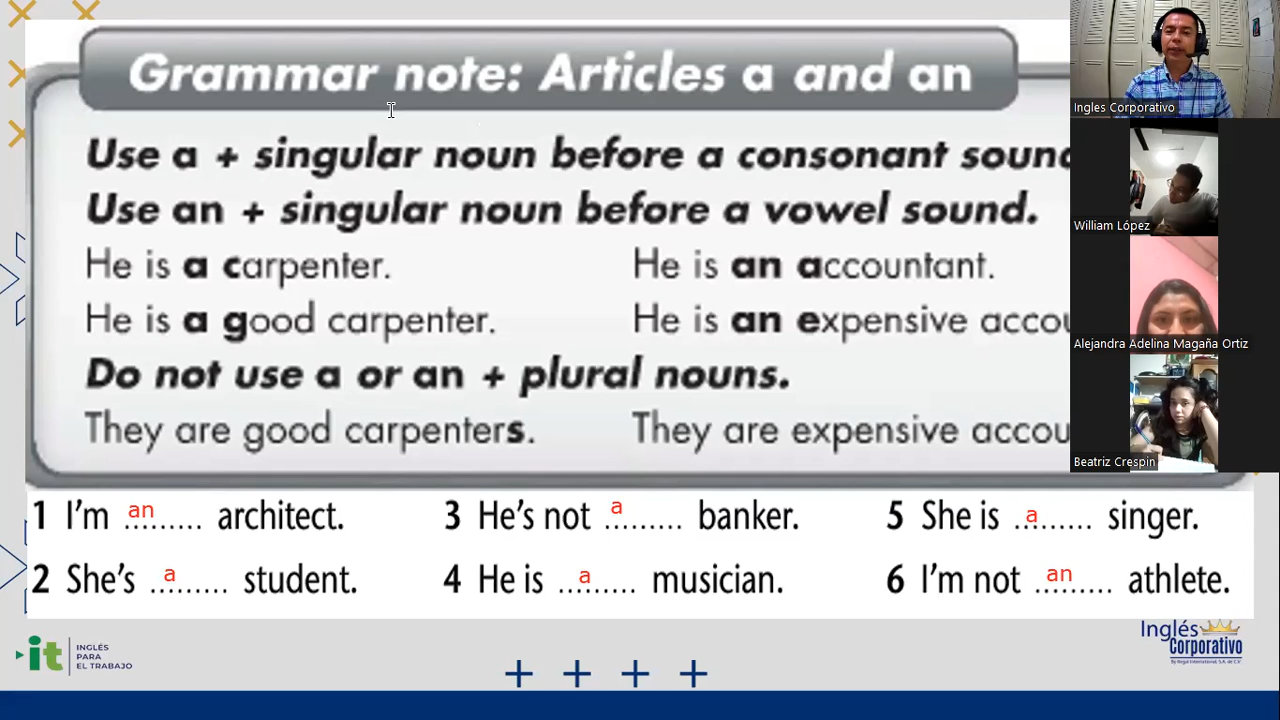 Grammar note: Articles a and an
Use a + singular noun before a consonant sound
Use an + singular noun before a vowel sound.
He is a carpenter. He is an accountant.
He is a good carpenter. He is an expensive accou
Do not use a or an + plural nouns.
They are good carpenters. They are expensive accou
1 I'm an architect. 3 He's not a banker. 5 She is a singer.
2 She's a student. 4 He is a musician. 6 I'm not an athlete.
Ingles Corporativo
William López
Alejandra Adelina Magaña Ortiz
Beatriz Crespin
it INGLÉS
PARA
EL TRABAJO
Inglés
Corporativo